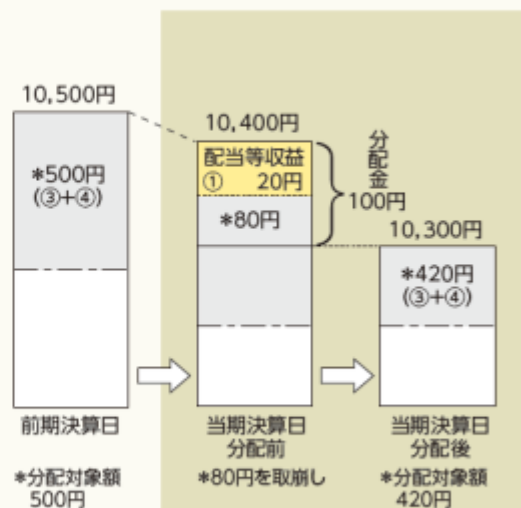 10,500円
*500円
(③+④)
前期決算日
*分配対象額
500円
10,400円
配当等収益
① 20円
*80円
分配金
100円
当期決算日
分配前
*80円を取崩し
10,300円
*420円
(③+④)
当期決算日
分配後
*分配対象額
420円